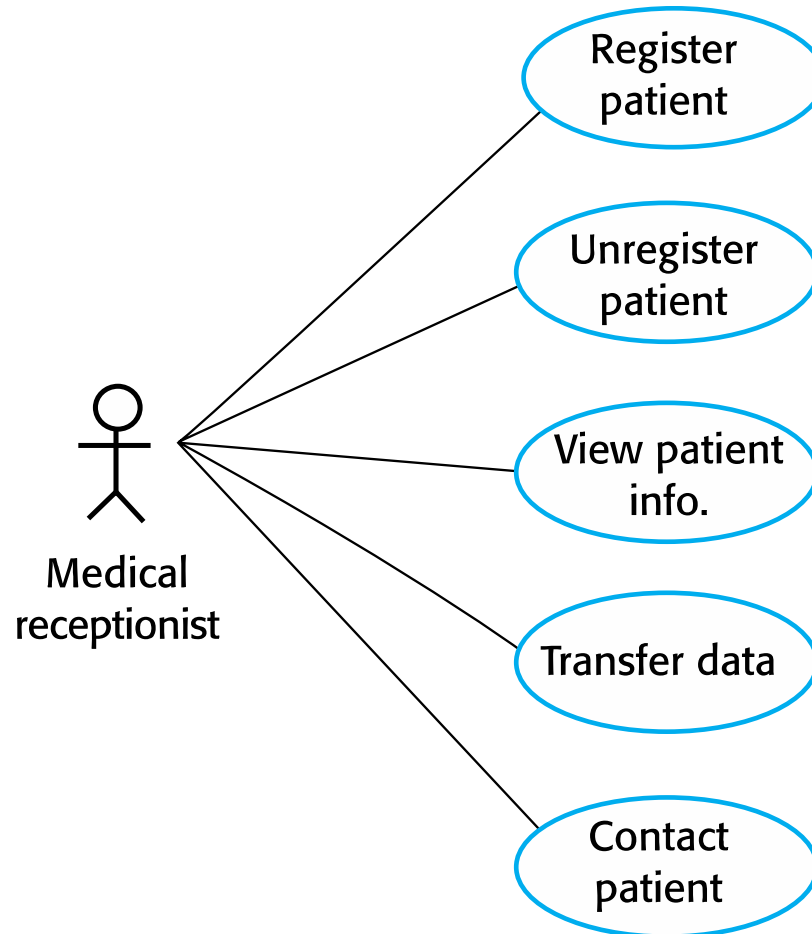 Register
patient
Unregister
patient
View patient
info.
Medical
receptionist
Transfer data
Contact
patient